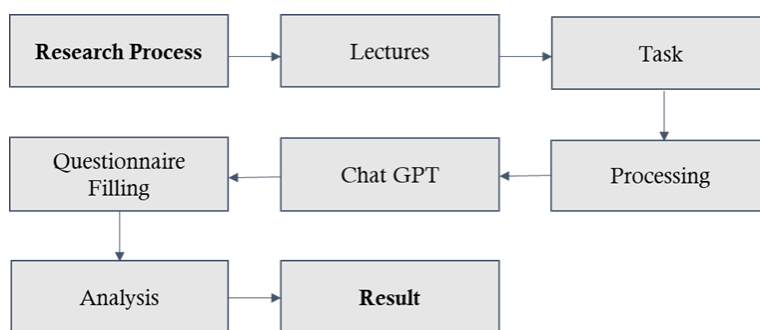 Research Process
Lectures
Task
Questionnaire
Filling
Chat GPT
Processing
Analysis
Result